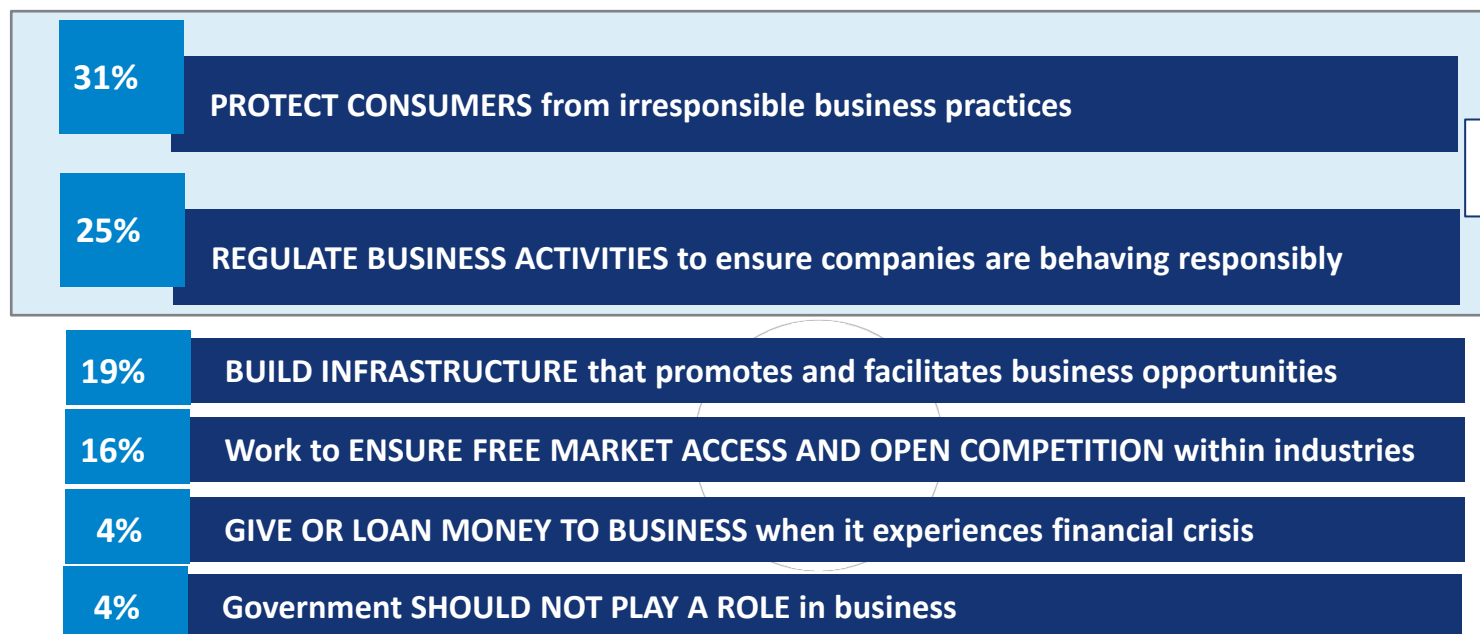 31%
PROTECT CONSUMERS from irresponsible business practices
25%
REGULATE BUSINESS ACTIVITIES to ensure companies are behaving responsibly
19%
BUILD INFRASTRUCTURE that promotes and facilitates business opportunities
16%
Work to ENSURE FREE MARKET ACCESS AND OPEN COMPETITION within industries
4%
GIVE OR LOAN MONEY TO BUSINESS when it experiences financial crisis
4%
Government SHOULD NOT PLAY A ROLE in business